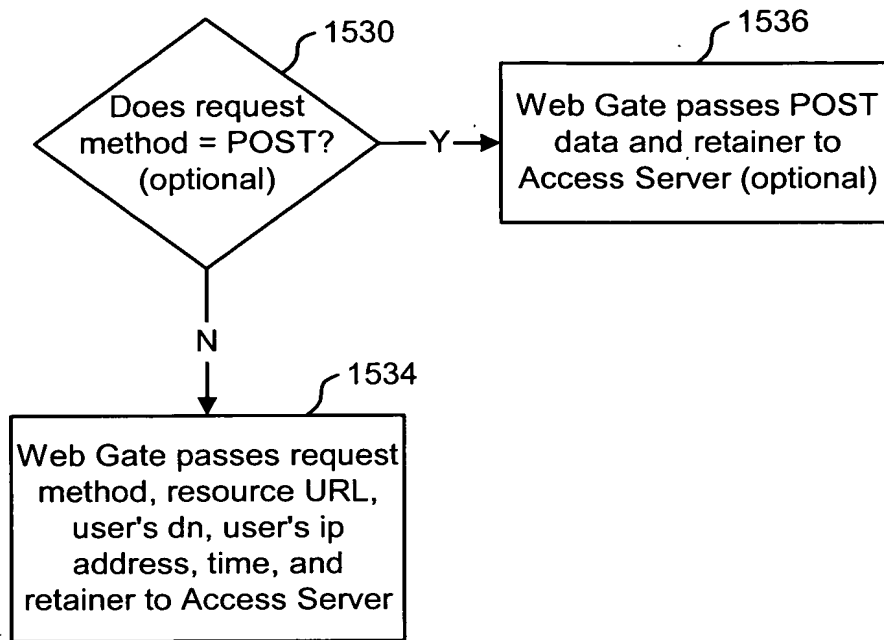 1530
Does request
method = POST?
(optional)
Y
1536
Web Gate passes POST
data and retainer to
Access Server (optional)
N
1534
Web Gate passes request
method, resource URL,
user's dn, user's ip
address, time, and
retainer to Access Server